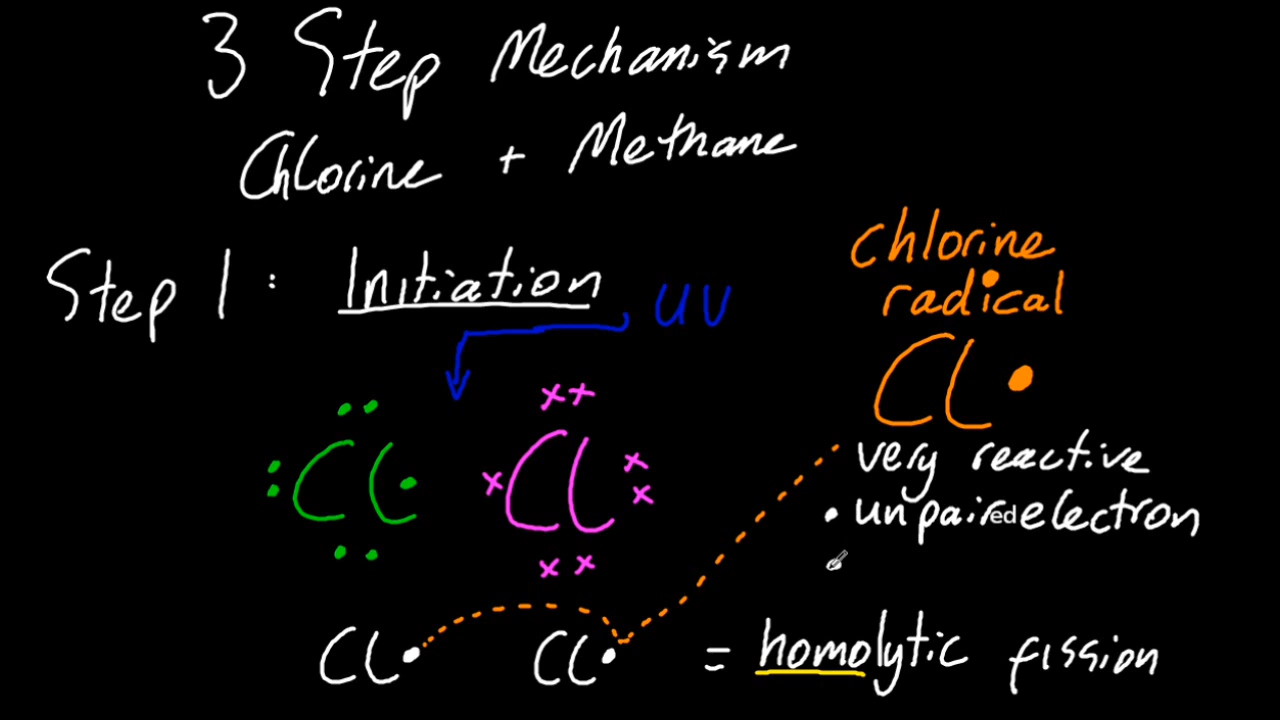 3 Step Mechanism
Chlorine + Methane
Step 1: Initiation
UV
chlorine
radical
Cl•
very reactive
• unpaired electron
Cl Cl
Cl• Cl• = homolytic fission